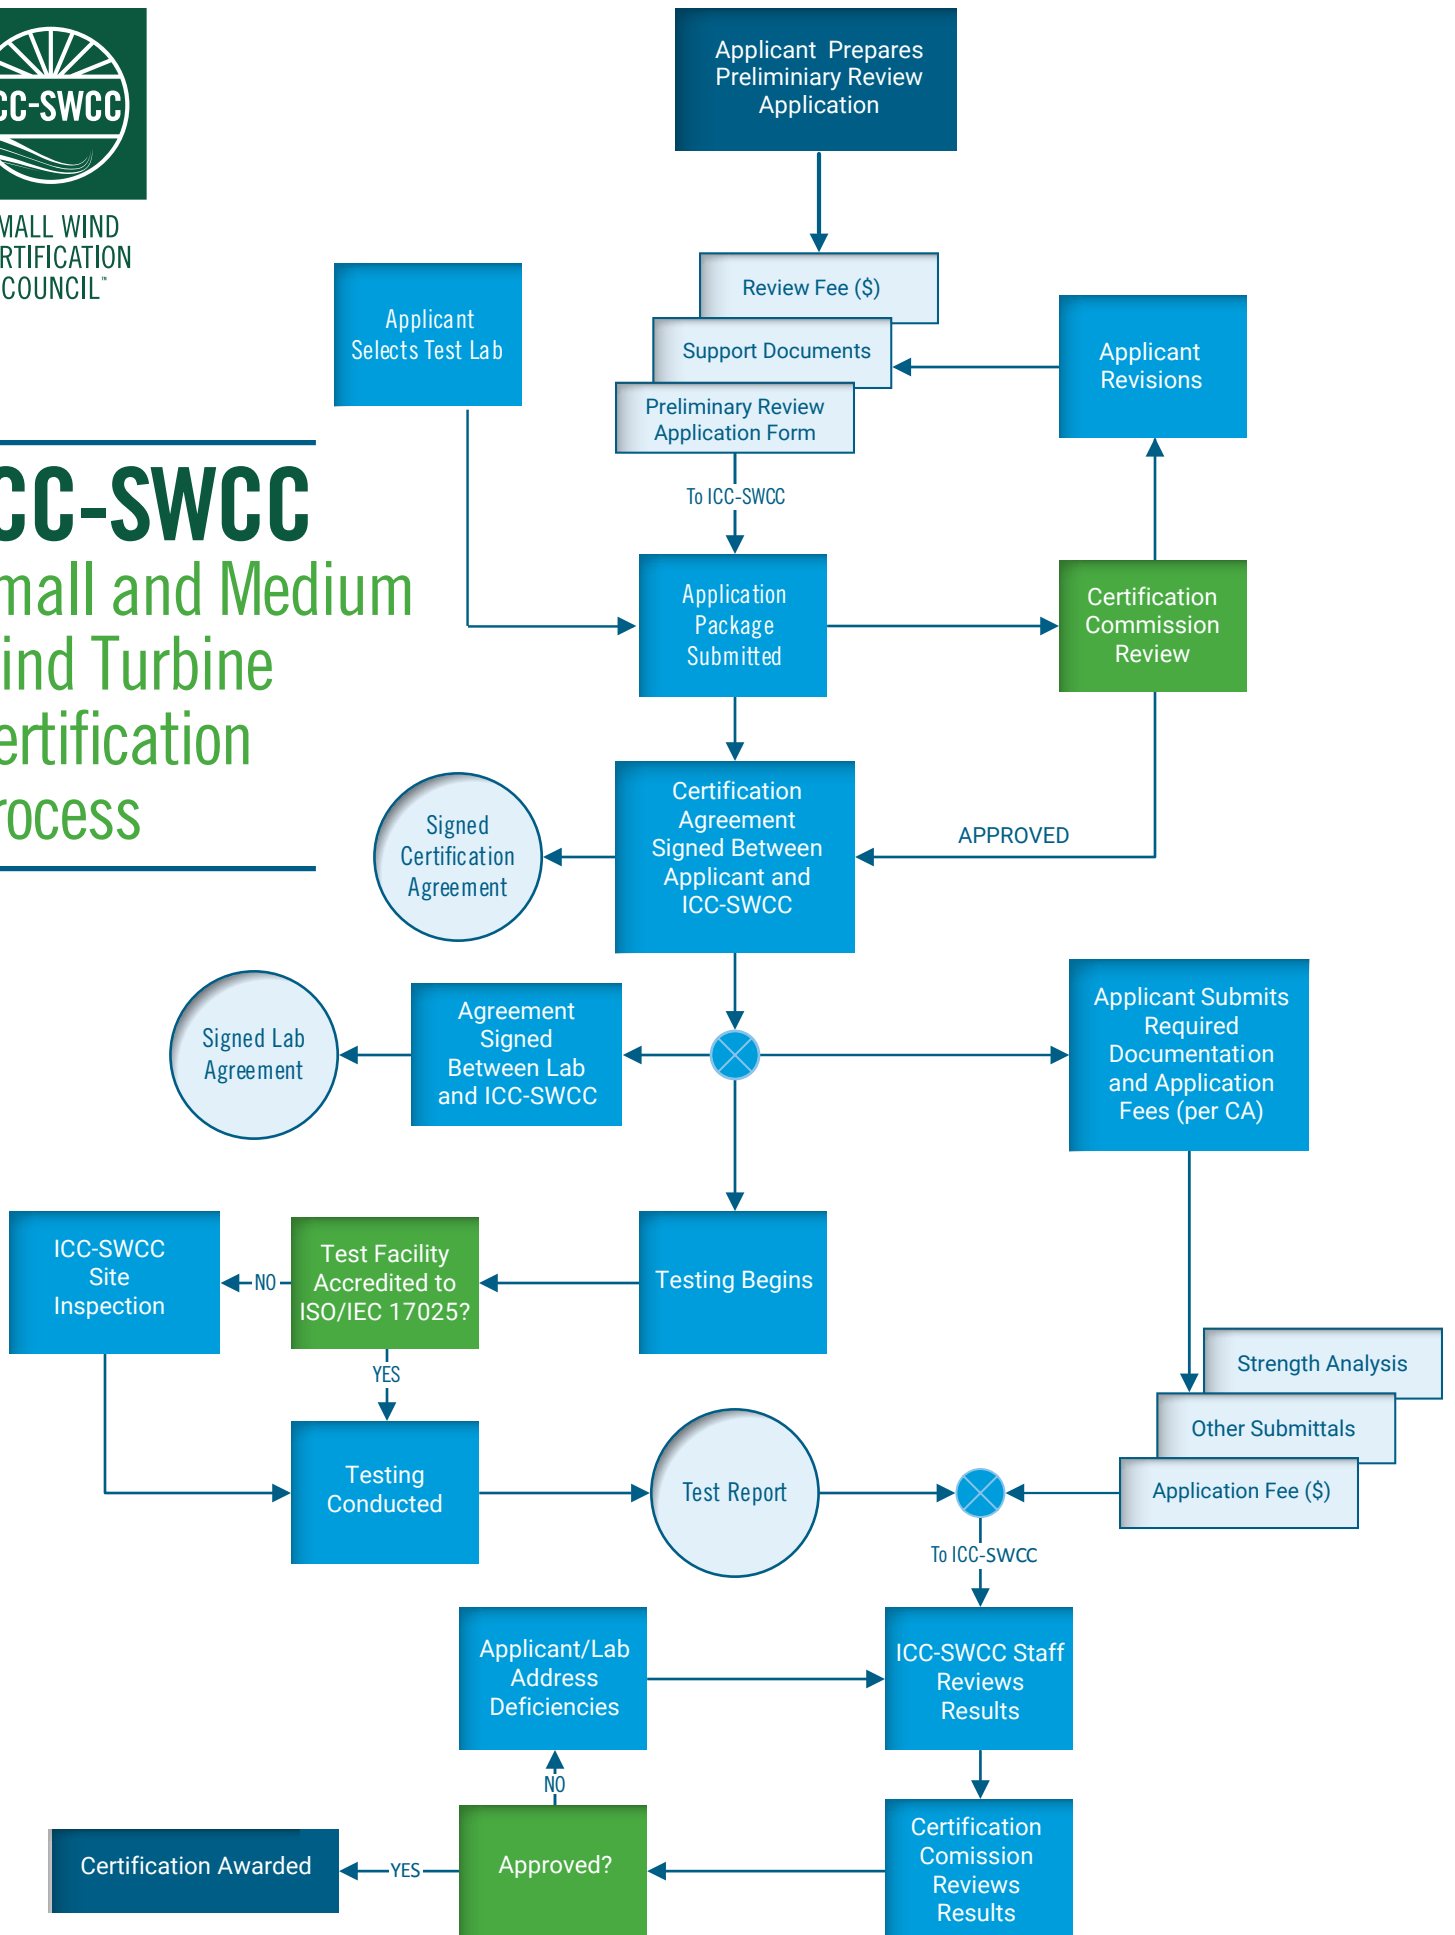 CC-SWCC
MALL WIND
RTIFICATION
COUNCIL™
CC-SWCC
mall and Medium
ind Turbine
ertification
rocess
Applicant Prepares
Preliminiary Review
Application
Review Fee ($)
Support Documents
Preliminary Review
Application Form
To ICC-SWCC
Applicant
Selects Test Lab
Applicant
Revisions
Application
Package
Submitted
Certification
Commission
Review
APPROVED
Certification
Agreement
Signed Between
Applicant and
ICC-SWCC
Signed
Certification
Agreement
Agreement
Signed
Between Lab
and ICC-SWCC
Signed Lab
Agreement
Applicant Submits
Required
Documentation
and Application
Fees (per CA)
Testing Begins
Test Facility
Accredited to
ISO/IEC 17025?
NO
ICC-SWCC
Site
Inspection
YES
Testing
Conducted
Test Report
Strength Analysis
Other Submittals
Application Fee ($)
To ICC-SWCC
ICC-SWCC Staff
Reviews
Results
Applicant/Lab
Address
Deficiencies
NO
Certification
Comission
Reviews
Results
Approved?
YES
Certification Awarded